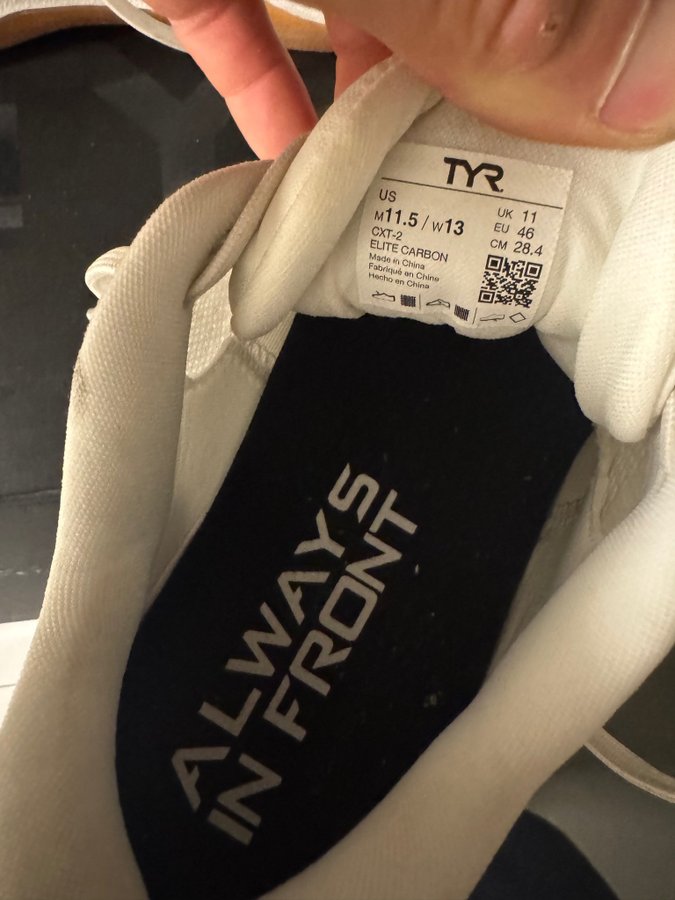 TYR
US
M11.5 / W13
UK 11
EU 46
CM 28.4
CXT-2
ELITE CARBON
Made in China
Fabriqué en Chine
Hecho en China
ALWAYS
IN FRONT